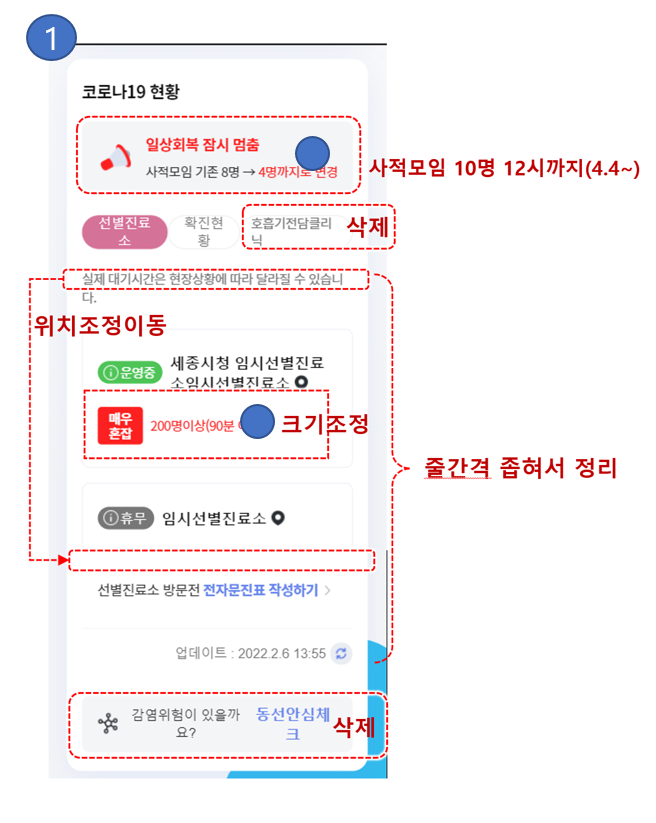 1
코로나19 현황
일상회복 잠시 멈춤
사적모임 기존 8명 → 4명까지로 변경
사적모임 10명 12시까지(4.4~)
선별진료
소
확진현
황
호흡기전담클리
닉
삭제
실제 대기시간은 현장상황에 따라 달라질 수 있습니
다.
위치조정이동
운영중
세종시청 임시선별진료
소임시선별진료소
매우
혼잡
200명이상(90분
크기조정
줄간격 좁혀서 정리
휴무
임시선별진료소
선별진료소 방문전 전자문진표 작성하기 >
업데이트 : 2022.2.6 13:55
감염위험이 있을까
요?
동선안심체
크
삭제